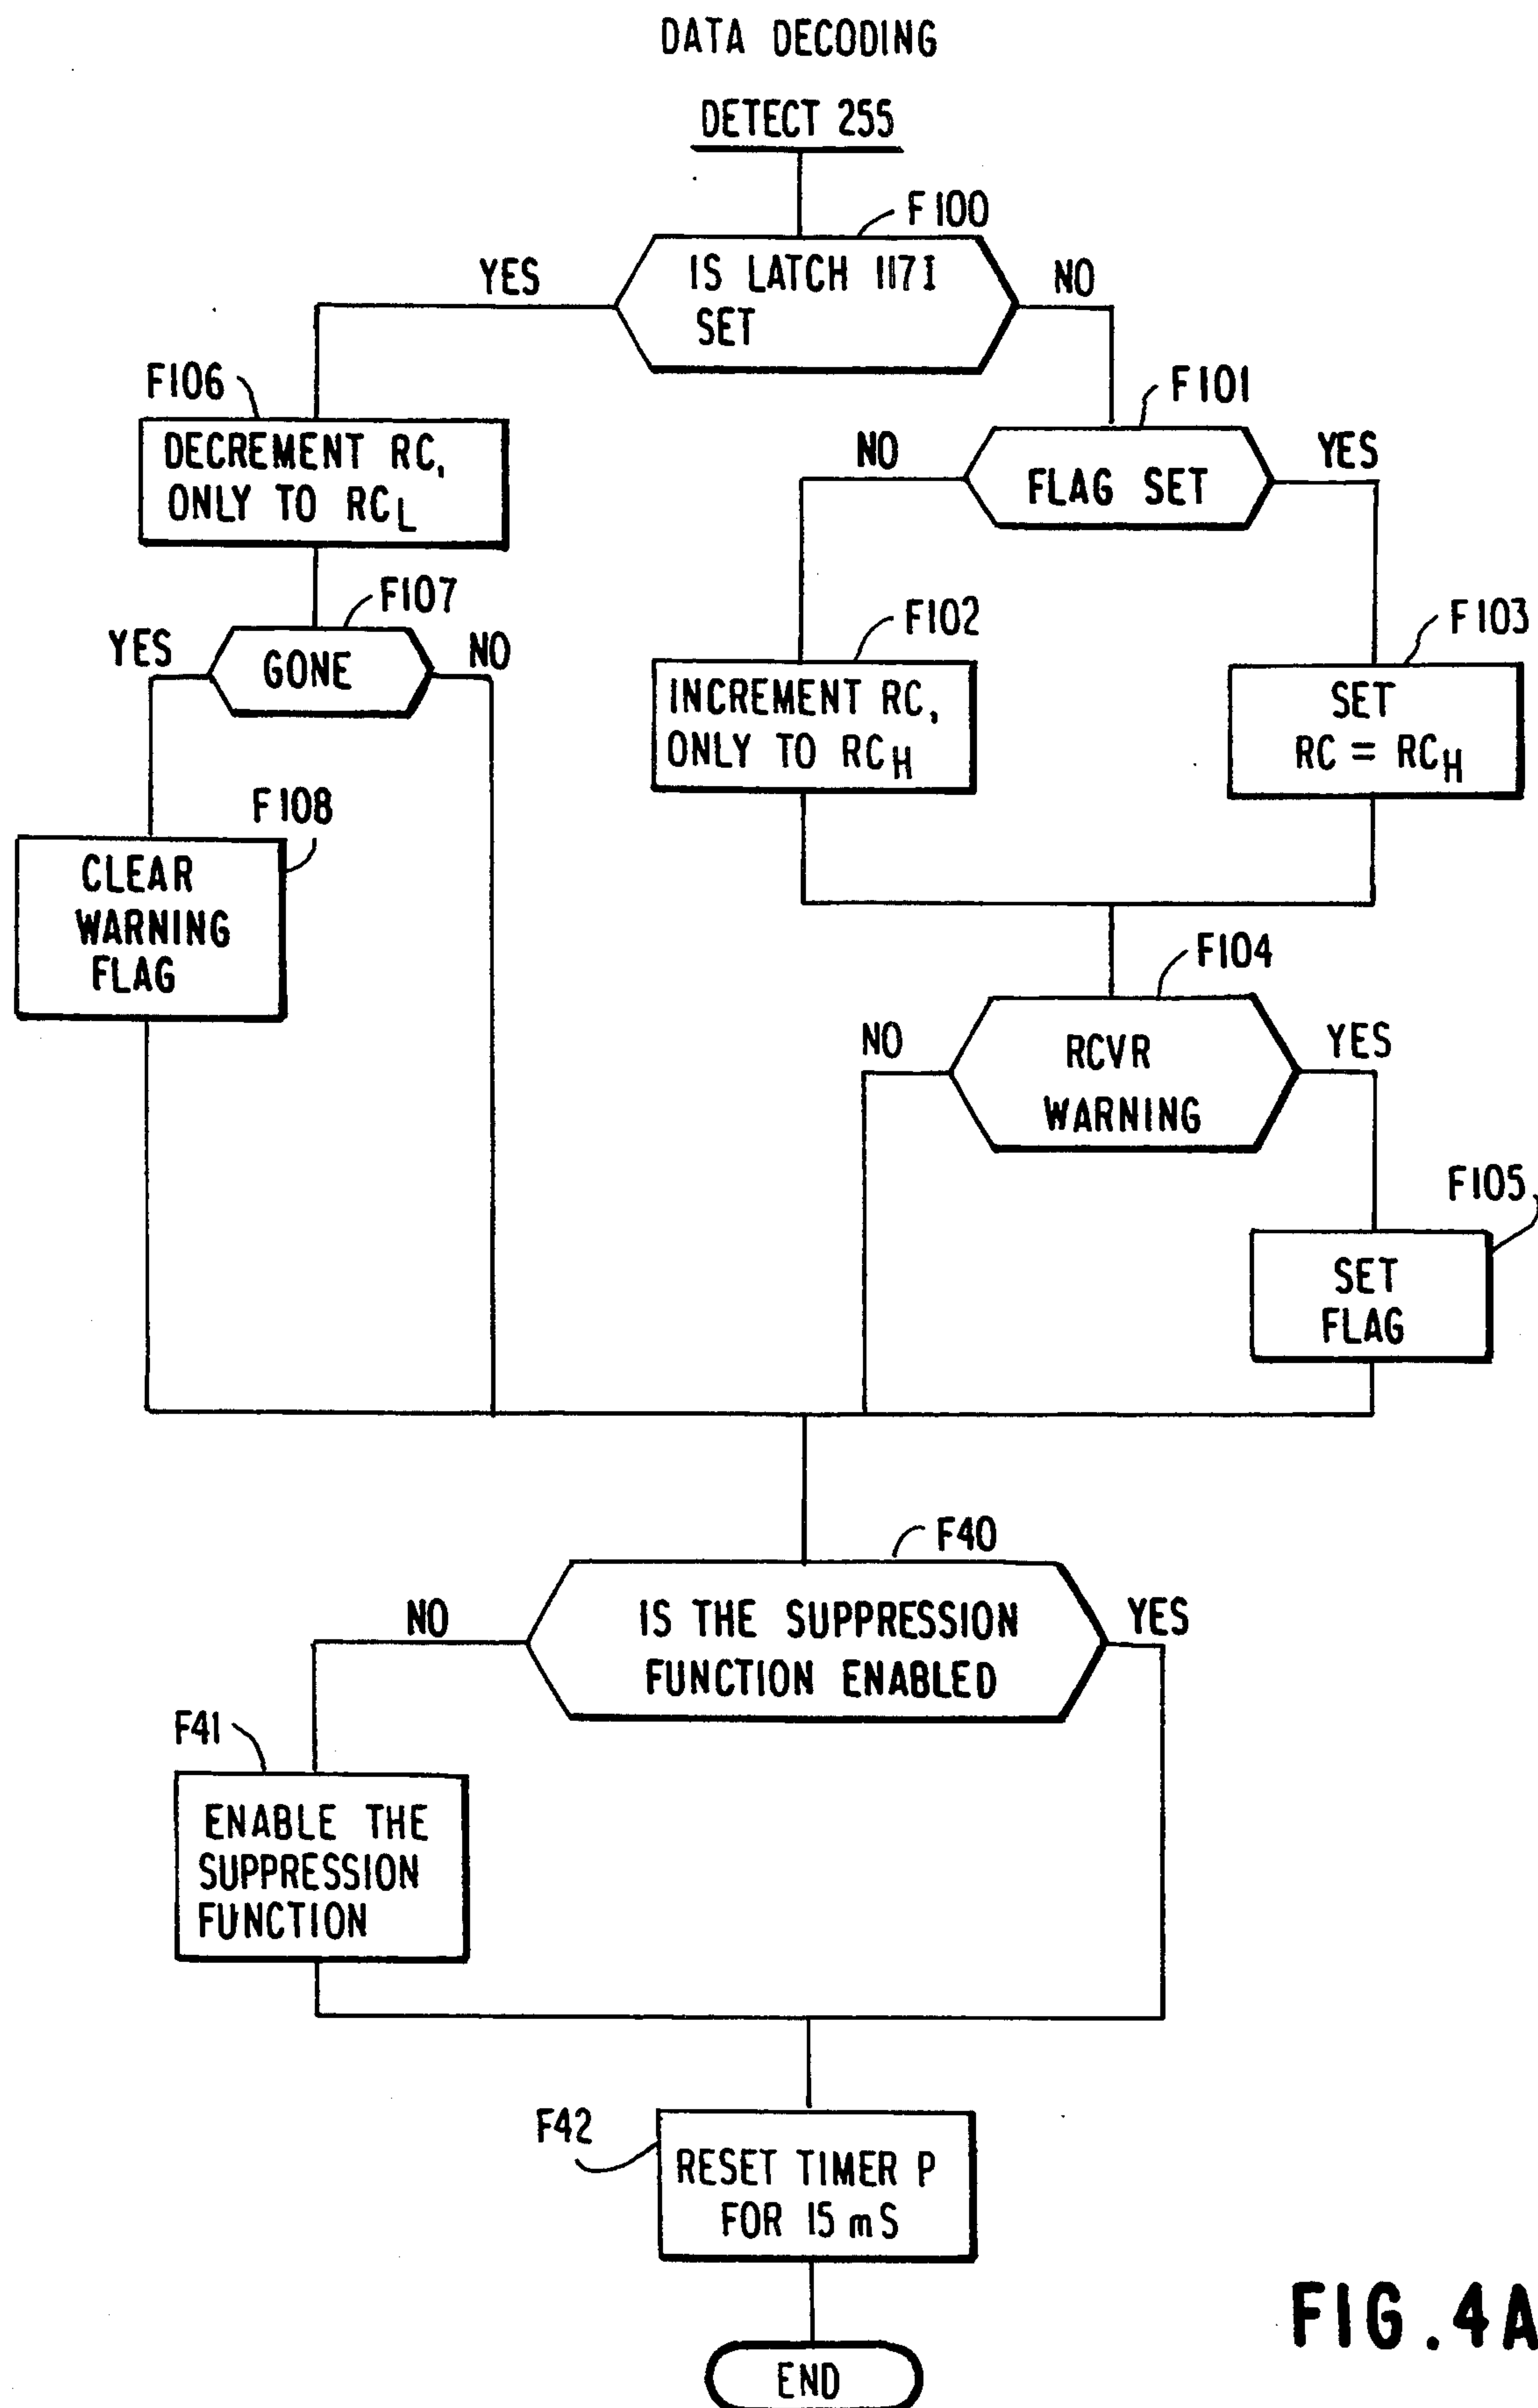 DATA DECODING
DETECT 255
F100
YES
IS LATCH 117I
SET
NO
F106
DECREMENT RC,
ONLY TO RCL
F101
NO
FLAG SET
YES
F107
YES
GONE
NO
F102
INCREMENT RC,
ONLY TO RCH
F103
SET
RC = RCH
F108
CLEAR
WARNING
FLAG
F104
NO
RCVR
WARNING
YES
F105
SET
FLAG
F40
NO
IS THE SUPPRESSION
FUNCTION ENABLED
YES
F41
ENABLE THE
SUPPRESSION
FUNCTION
F42
RESET TIMER P
FOR 15 mS
END
FIG.4A